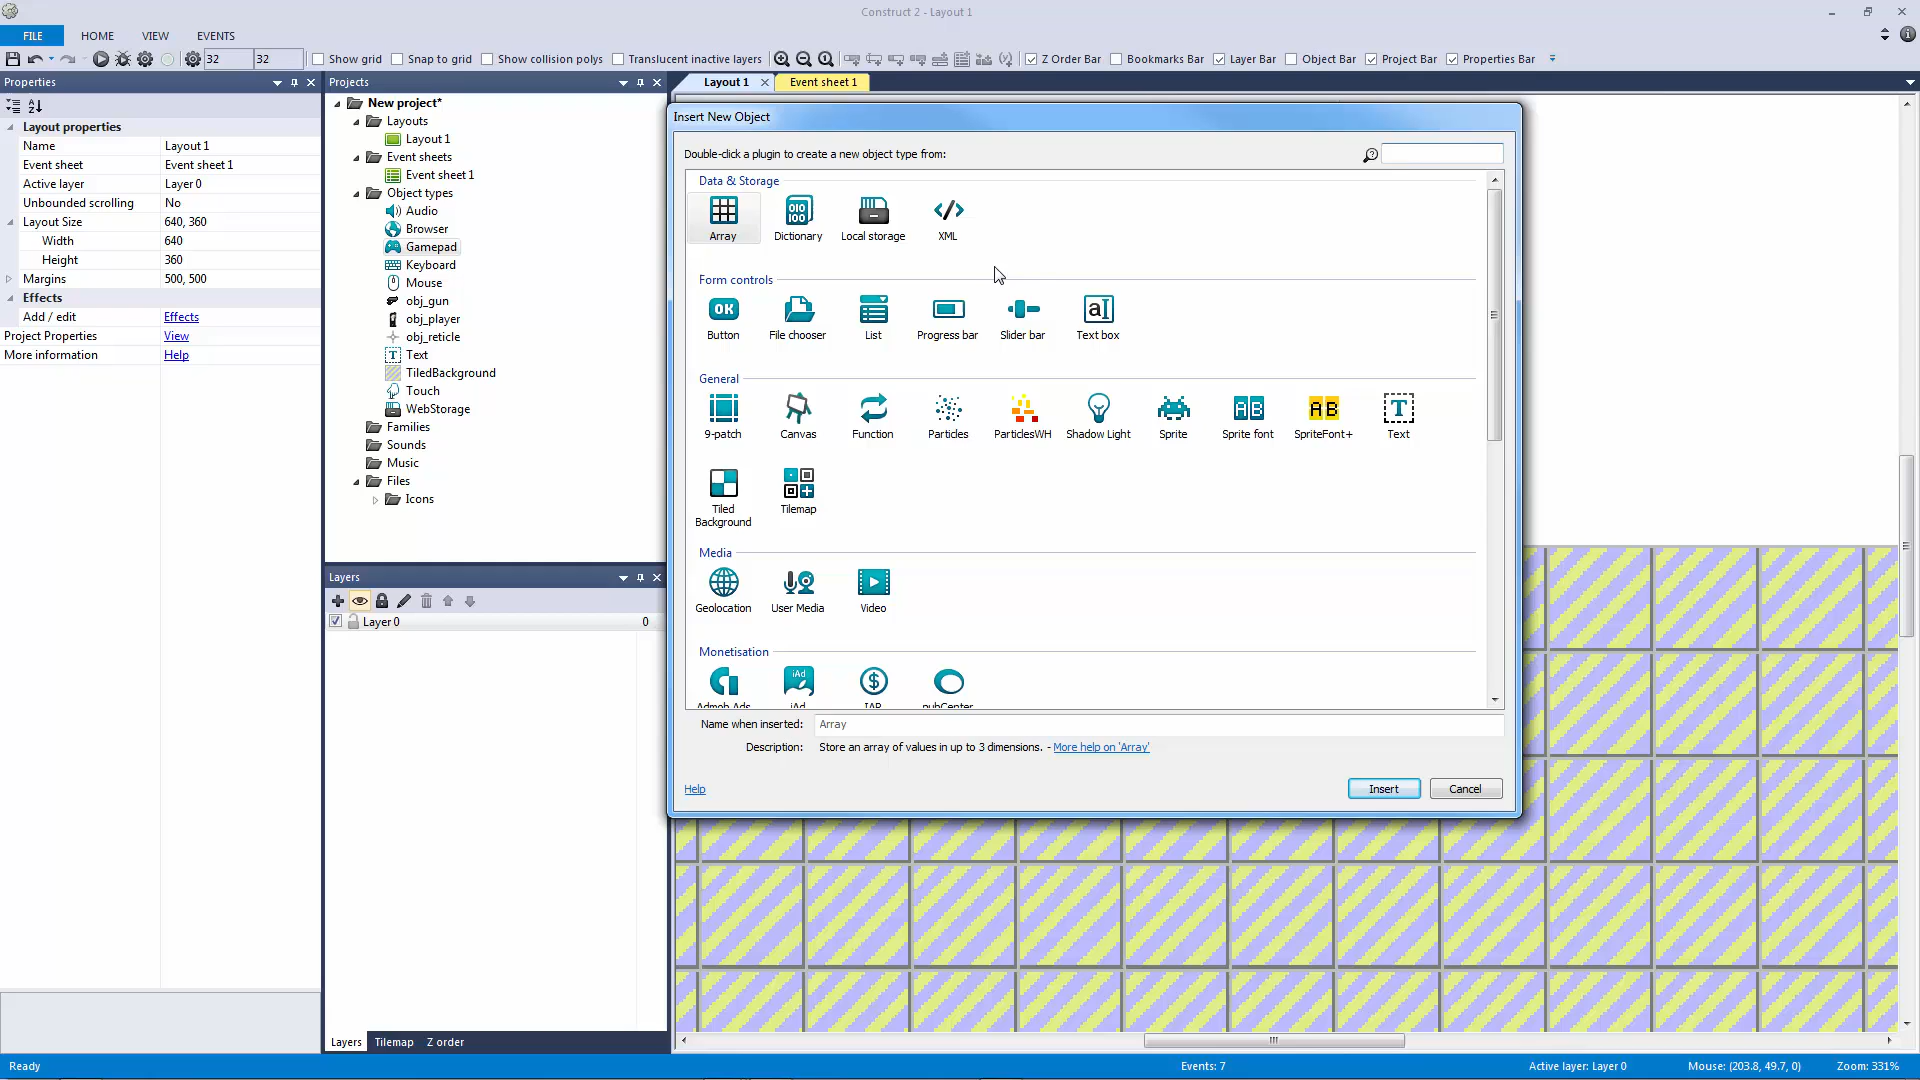 Construct 2 - Layout 1
FILE HOME VIEW EVENTS
32 32 Show grid Snap to grid Show collision polys Translucent inactive layers Z Order Bar Bookmarks Bar Layer Bar Object Bar Project Bar Properties Bar
Properties
Layout properties
Name Layout 1
Event sheet Event sheet 1
Active layer Layer 0
Unbounded scrolling No
Layout Size 640, 360
Width 640
Height 360
Margins 500, 500
Effects
Add / edit Effects
Project Properties View
More information Help
Projects
New project*
Layouts
Layout 1
Event sheets
Event sheet 1
Object types
Audio
Browser
Gamepad
Keyboard
Mouse
obj_gun
obj_player
obj_reticle
Text
TiledBackground
Touch
WebStorage
Families
Sounds
Music
Files
Icons
Layers
Layer 0 0
Layers Tilemap Z order
Layout 1 Event sheet 1
Insert New Object
Double-click a plugin to create a new object type from:
Data & Storage
Array Dictionary Local storage XML
Form controls
Button File chooser List Progress bar Slider bar Text box
General
9-patch Canvas Function Particles ParticlesWH Shadow Light Sprite Sprite font SpriteFont+ Text
Tiled Background Tilemap
Media
Geolocation User Media Video
Monetisation
Admob Ads iAd IAP pubCenter
Name when inserted: Array
Description: Store an array of values in up to 3 dimensions. - More help on 'Array'
Help Insert Cancel
Ready Events: 7 Active layer: Layer 0 Mouse: (203.8, 49.7, 0) Zoom: 331%